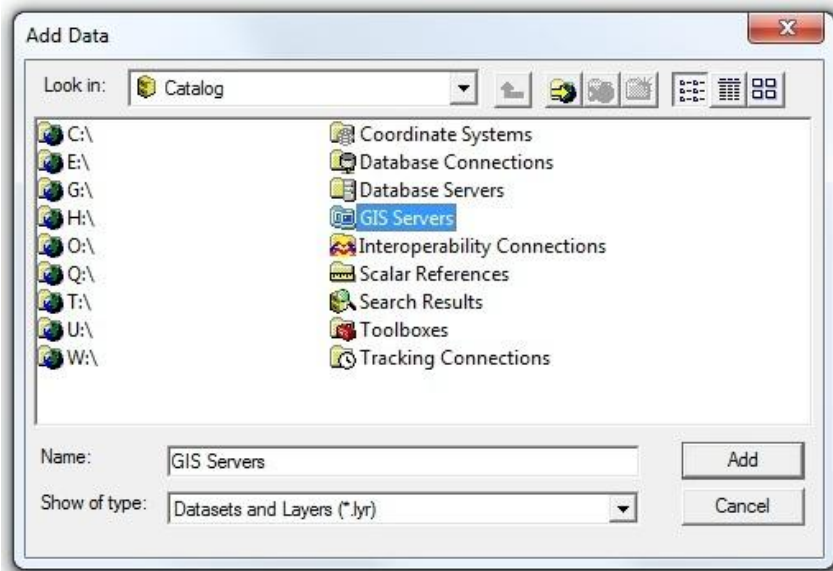 Add Data
Look in: Catalog
C:\
E:\
G:\
H:\
O:\
Q:\
T:\
U:\
W:\
Coordinate Systems
Database Connections
Database Servers
GIS Servers
Interoperability Connections
Scalar References
Search Results
Toolboxes
Tracking Connections
Name: GIS Servers
Add
Show of type: Datasets and Layers (*.lyr)
Cancel